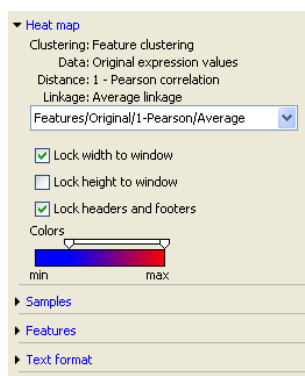 Heat map
Clustering: Feature clustering
Data: Original expression values
Distance: 1 - Pearson correlation
Linkage: Average linkage
Features/Original/1-Pearson/Average
Lock width to window
Lock height to window
Lock headers and footers
Colors
min max
Samples
Features
Text format